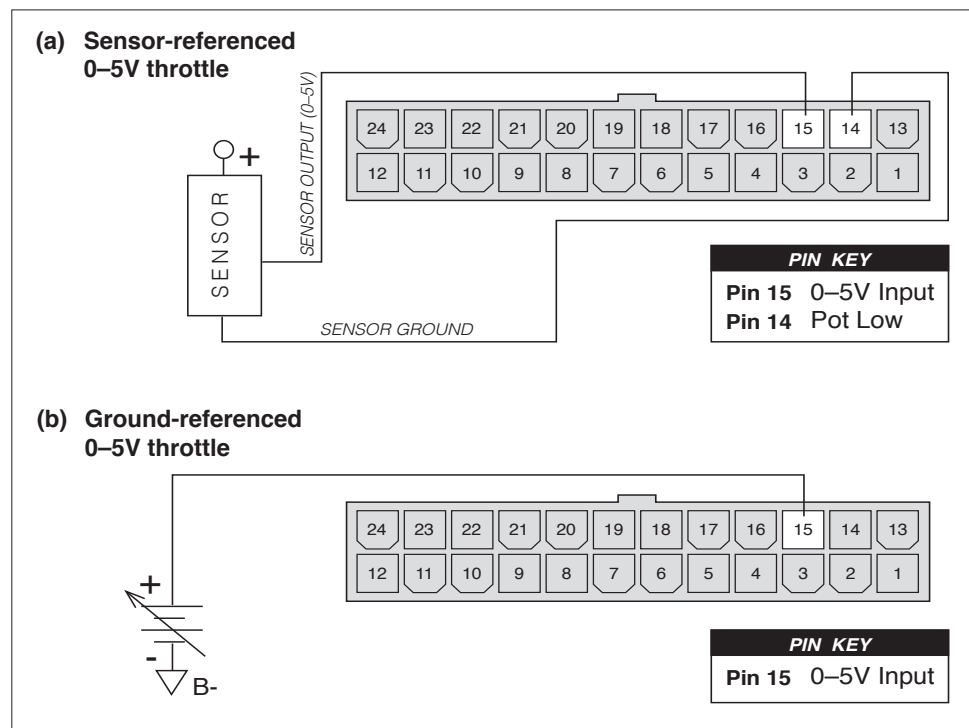 (a) Sensor-referenced
0–5V throttle
SENSOR OUTPUT (0–5V)
24 23 22 21 20 19 18 17 16 15 14 13
12 11 10 9 8 7 6 5 4 3 2 1
+
SENSOR
SENSOR GROUND
PIN KEY
Pin 15 0–5V Input
Pin 14 Pot Low
(b) Ground-referenced
0–5V throttle
24 23 22 21 20 19 18 17 16 15 14 13
12 11 10 9 8 7 6 5 4 3 2 1
+
-
B-
PIN KEY
Pin 15 0–5V Input